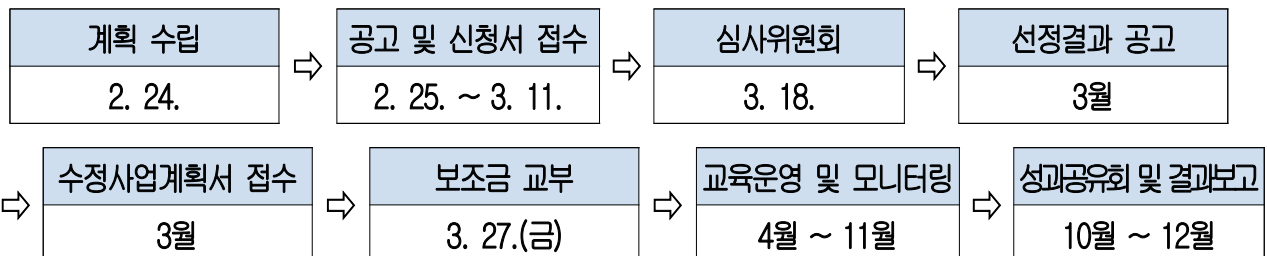 계획 수립 ⇨ 공고 및 신청서 접수 ⇨ 심사위원회 ⇨ 선정결과 공고
2. 24. 2. 25. ~ 3. 11. 3. 18. 3월
⇨ 수정사업계획서 접수 ⇨ 보조금 교부 ⇨ 교육운영 및 모니터링 ⇨ 성과공유회 및 결과보고
3월 3. 27.(금) 4월 ~ 11월 10월 ~ 12월